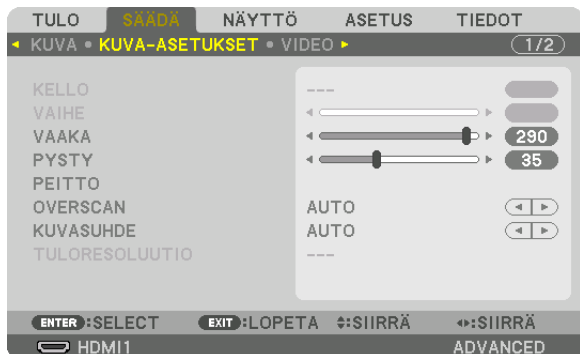 TULO SÄÄDÄ NÄYTTÖ ASETUS TIEDOT
KUVA • KUVA-ASETUKSET • VIDEO 1/2
KELLO ---
VAIHE
VAAKA 290
PYSTY 35
PEITTO
OVERSCAN AUTO
KUVASUHDE AUTO
TULORESOLUUTIO ---
ENTER :SELECT EXIT :LOPETA :SIIRRÄ :SIIRRÄ
HDMI1 ADVANCED